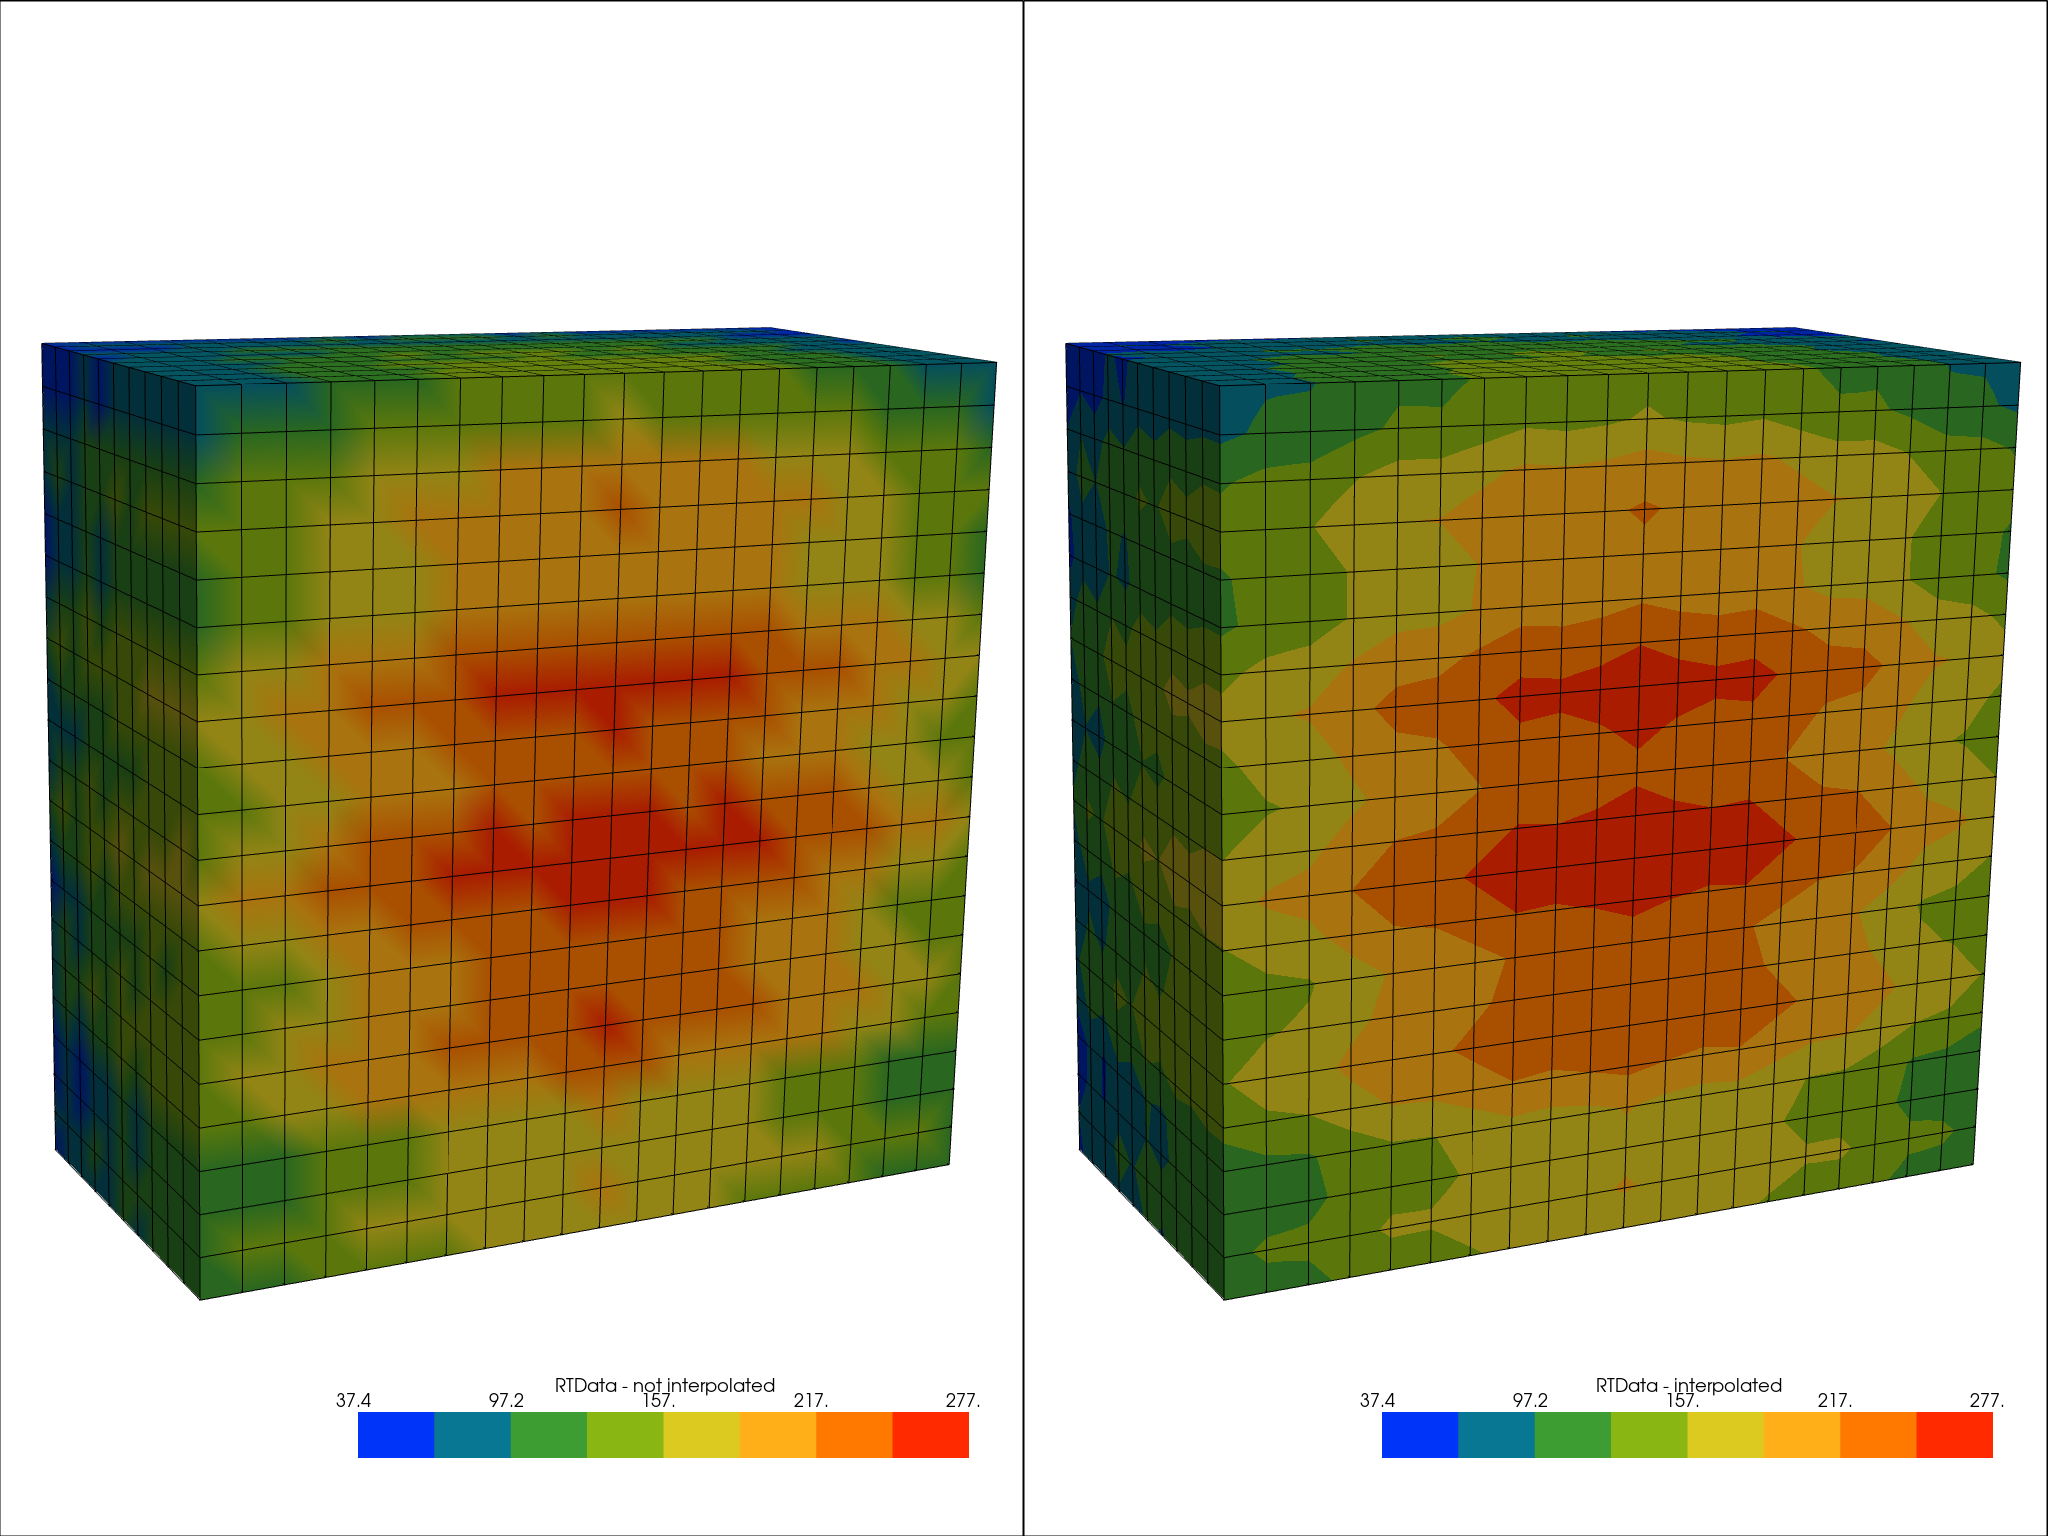 RTData - not interpolated
37.4 97.2 157. 217. 277.
RTData - interpolated
37.4 97.2 157. 217. 277.